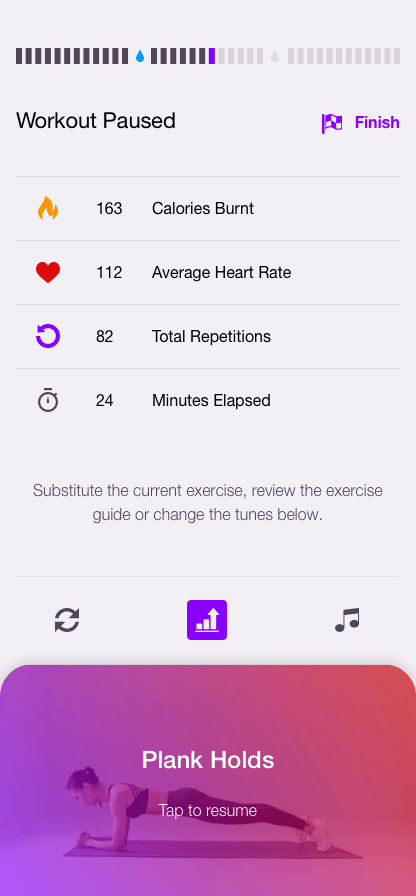 Workout Paused
Finish
163 Calories Burnt
112 Average Heart Rate
82 Total Repetitions
24 Minutes Elapsed
Substitute the current exercise, review the exercise
guide or change the tunes below.
Plank Holds
Tap to resume